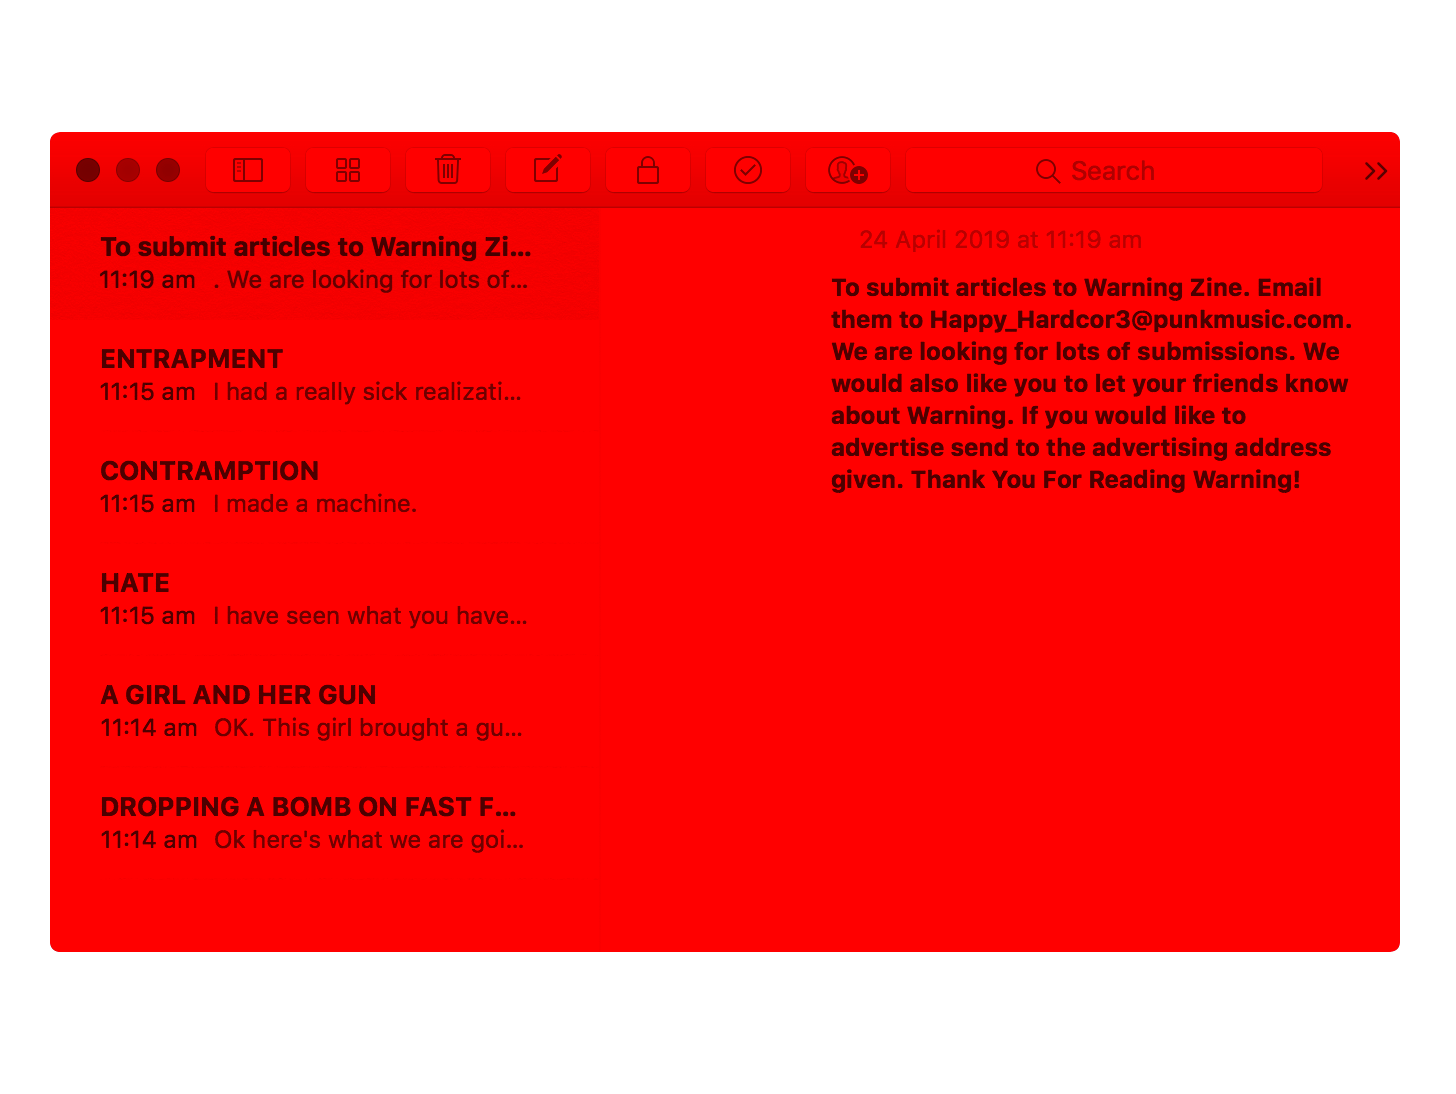 Search
To submit articles to Warning Zi...
11:19 am . We are looking for lots of...
ENTRAPMENT
11:15 am I had a really sick realizati...
CONTRAMPTION
11:15 am I made a machine.
HATE
11:15 am I have seen what you have...
A GIRL AND HER GUN
11:14 am OK. This girl brought a gu...
DROPPING A BOMB ON FAST F...
11:14 am Ok here's what we are goi...
24 April 2019 at 11:19 am
To submit articles to Warning Zine. Email
them to Happy_Hardcor3@punkmusic.com.
We are looking for lots of submissions. We
would also like you to let your friends know
about Warning. If you would like to
advertise send to the advertising address
given. Thank You For Reading Warning!